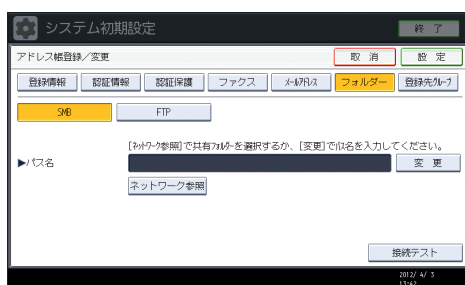 システム初期設定
終 了
アドレス帳登録／変更
取 消
設 定
登録情報
認証情報
認証保護
ファクス
メールアドレス
フォルダー
登録先グループ
SMB
FTP
[ネットワーク参照]で共有フォルダーを選択するか、[変更]でパス名を入力してください。
▶パス名
変 更
ネットワーク参照
接続テスト
2012/ 4/ 3
13:42